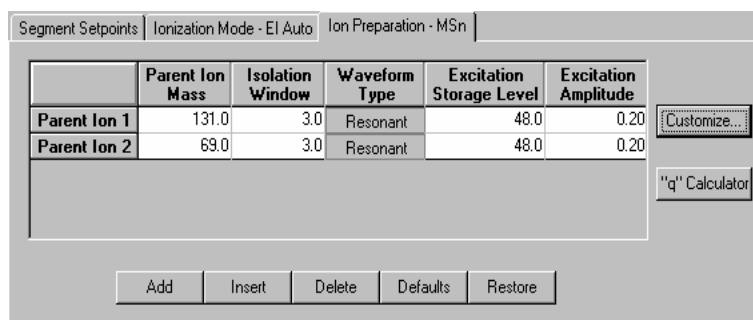 Segment Setpoints Ionization Mode - EI Auto Ion Preparation - MSn
Parent Ion Mass Isolation Window Waveform Type Excitation Storage Level Excitation Amplitude
Parent Ion 1 131.0 3.0 Resonant 48.0 0.20
Parent Ion 2 69.0 3.0 Resonant 48.0 0.20
Customize...
"q" Calculator
Add Insert Delete Defaults Restore